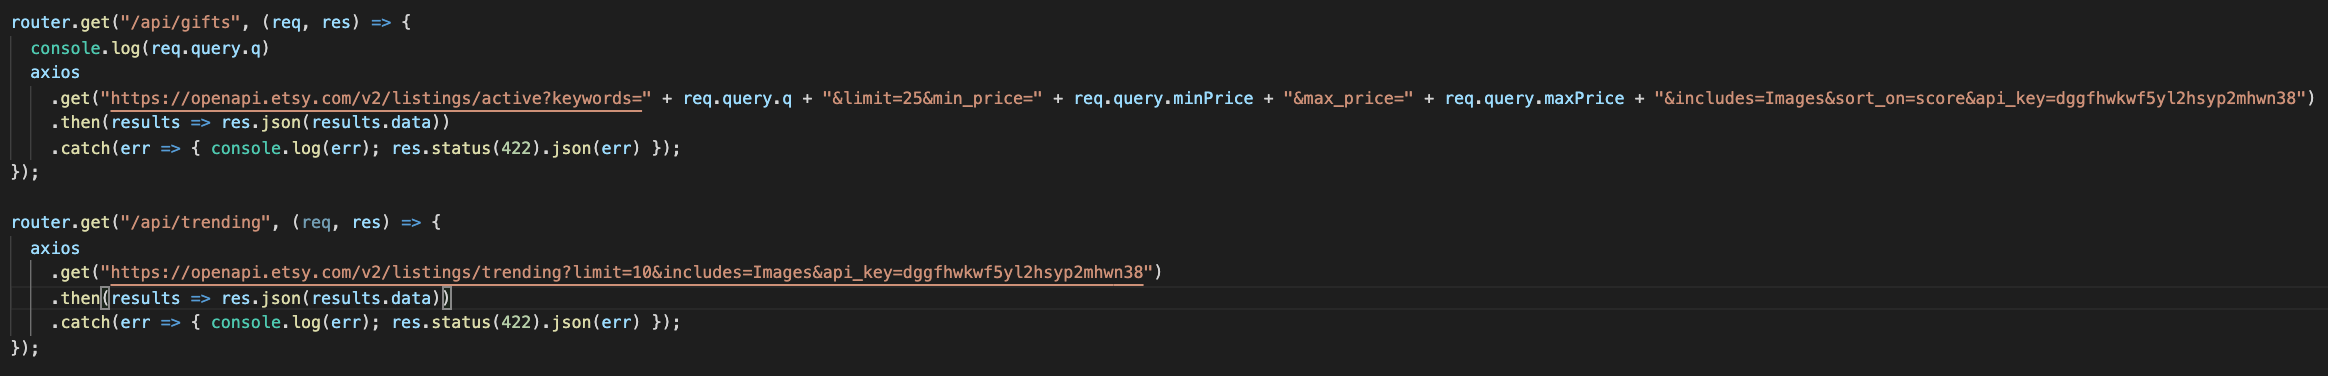 router.get("/api/gifts", (req, res) => {
  console.log(req.query.q)
  axios
    .get("https://openapi.etsy.com/v2/listings/active?keywords=" + req.query.q + "&limit=25&min_price=" + req.query.minPrice + "&max_price=" + req.query.maxPrice + "&includes=Images&sort_on=score&api_key=dggfhwkwf5yl2hsyp2mhwn38")
    .then(results => res.json(results.data))
    .catch(err => { console.log(err); res.status(422).json(err) });
});
router.get("/api/trending", (req, res) => {
  axios
    .get("https://openapi.etsy.com/v2/listings/trending?limit=10&includes=Images&api_key=dggfhwkwf5yl2hsyp2mhwn38")
    .then(results => res.json(results.data))
    .catch(err => { console.log(err); res.status(422).json(err) });
});